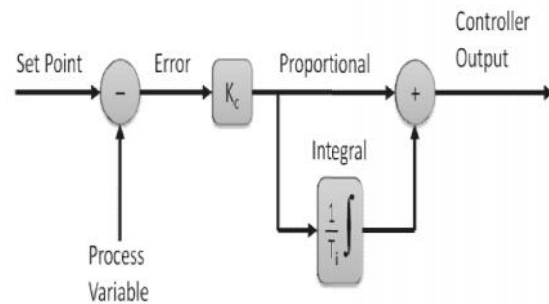 Set Point
−
Error
Kc
Proportional
+
Controller
Output
Integral
1/Ti ∫
Process
Variable